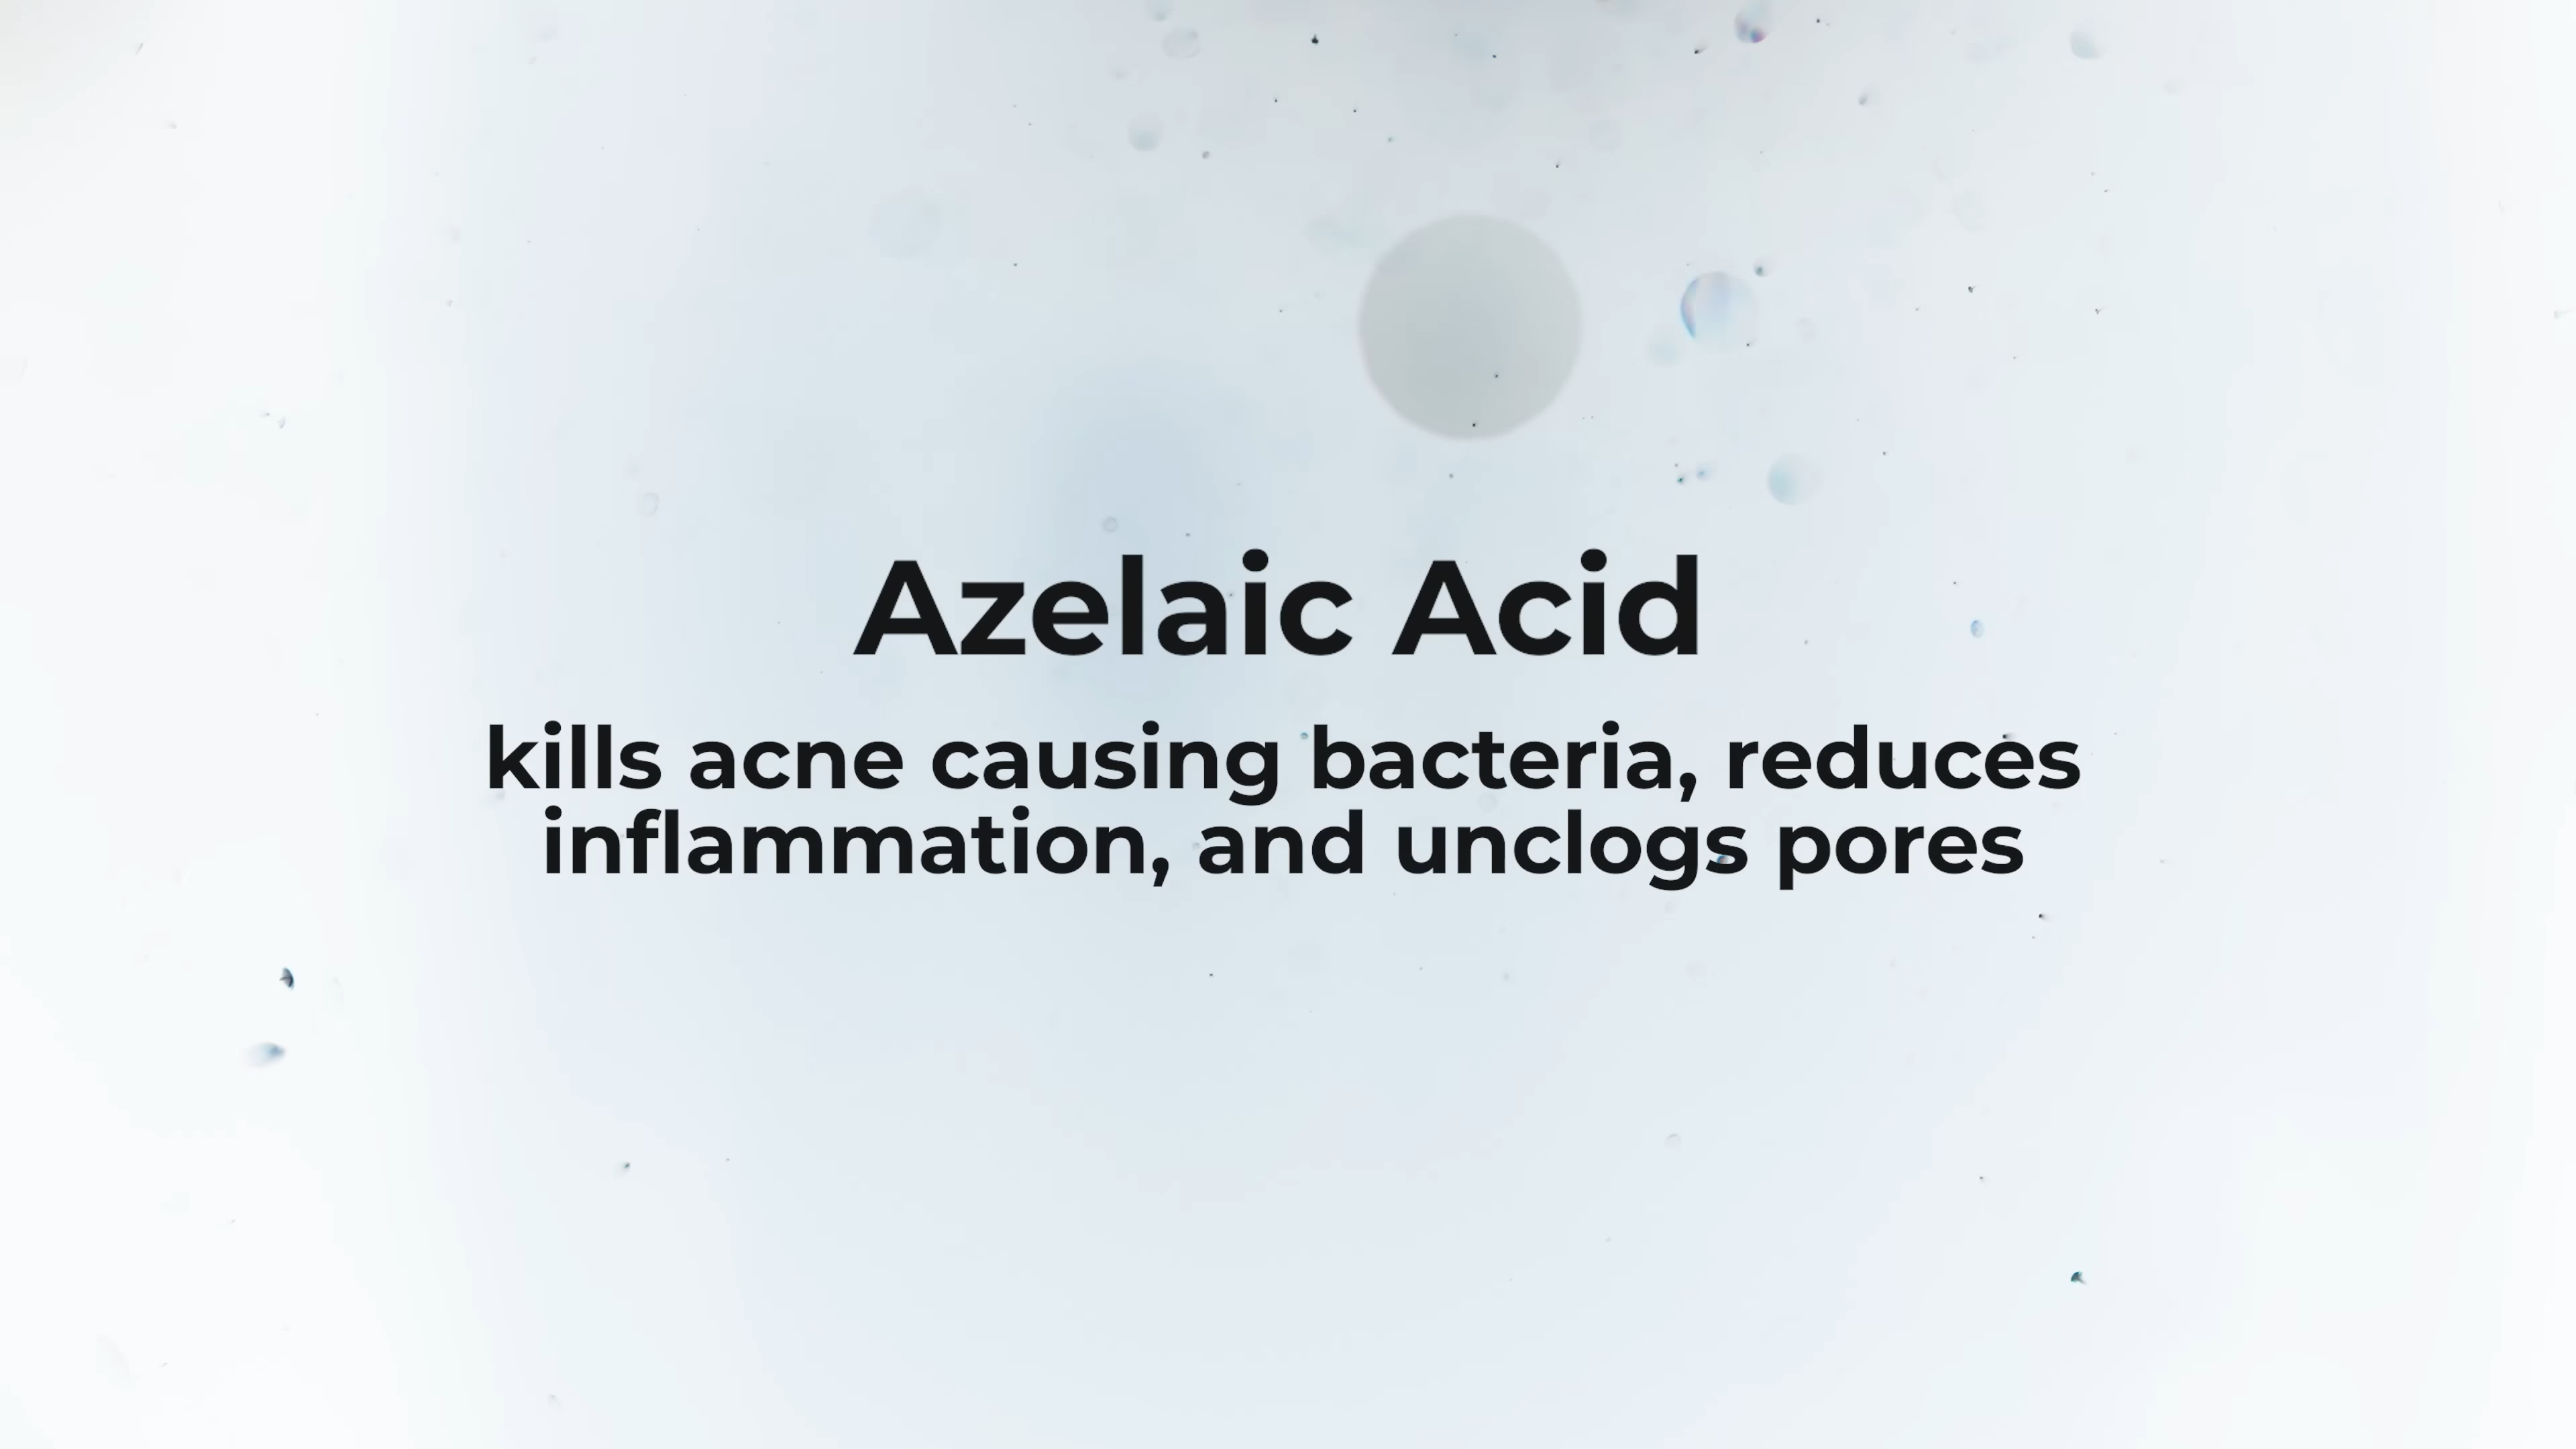 Azelaic Acid
kills acne causing bacteria, reduces
inflammation, and unclogs pores